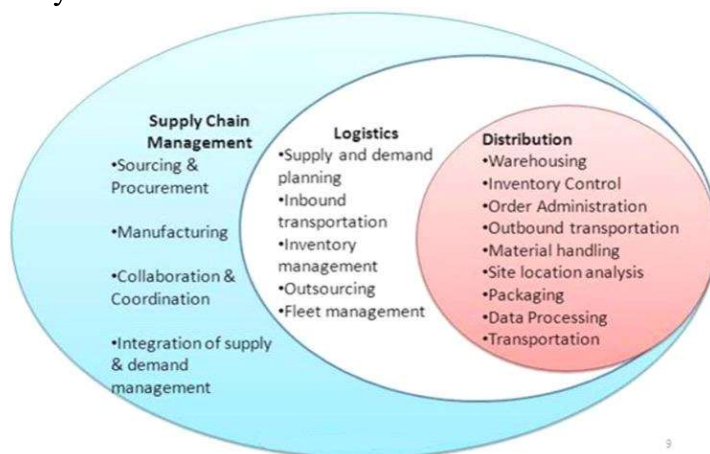 Supply Chain
Management
•Sourcing &
Procurement
•Manufacturing
•Collaboration &
Coordination
•Integration of supply
& demand
management
Logistics
•Supply and demand
planning
•Inbound
transportation
•Inventory
management
•Outsourcing
•Fleet management
Distribution
•Warehousing
•Inventory Control
•Order Administration
•Outbound transportation
•Material handling
•Site location analysis
•Packaging
•Data Processing
•Transportation
9